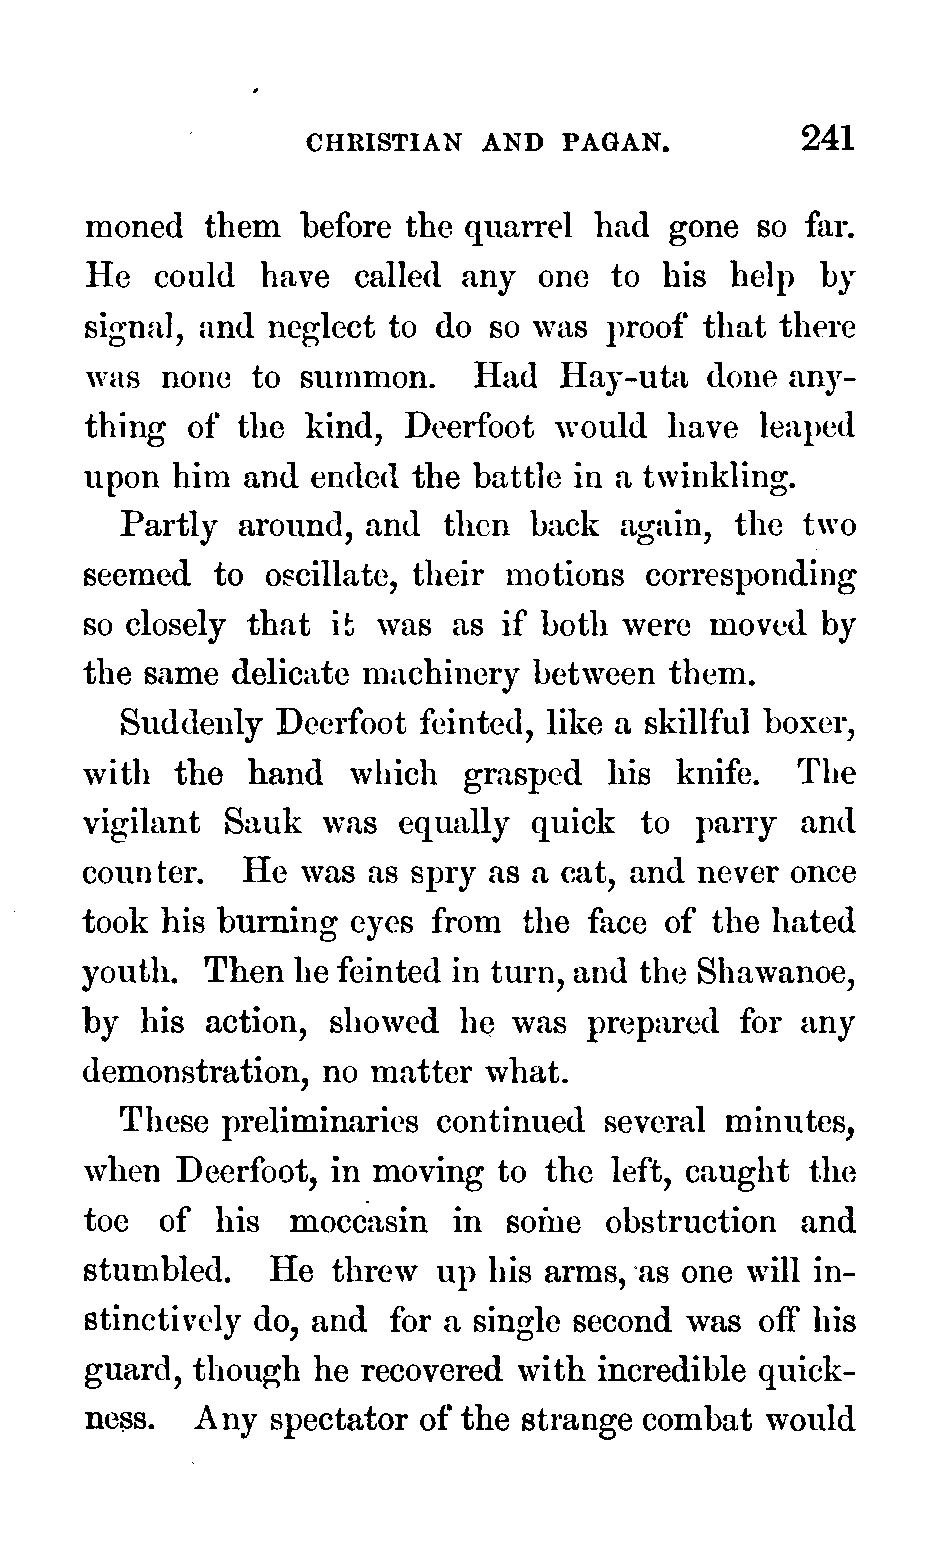 CHRISTIAN AND PAGAN. 241
moned them before the quarrel had gone so far.
He could have called any one to his help by
signal, and neglect to do so was proof that there
was none to summon. Had Hay-uta done any-
thing of the kind, Deerfoot would have leaped
upon him and ended the battle in a twinkling.
Partly around, and then back again, the two
seemed to oscillate, their motions corresponding
so closely that it was as if both were moved by
the same delicate machinery between them.
Suddenly Deerfoot feinted, like a skillful boxer,
with the hand which grasped his knife. The
vigilant Sauk was equally quick to parry and
counter. He was as spry as a cat, and never once
took his burning eyes from the face of the hated
youth. Then he feinted in turn, and the Shawanoe,
by his action, showed he was prepared for any
demonstration, no matter what.
These preliminaries continued several minutes,
when Deerfoot, in moving to the left, caught the
toe of his moccasin in some obstruction and
stumbled. He threw up his arms, as one will in-
stinctively do, and for a single second was off his
guard, though he recovered with incredible quick-
ness. Any spectator of the strange combat would